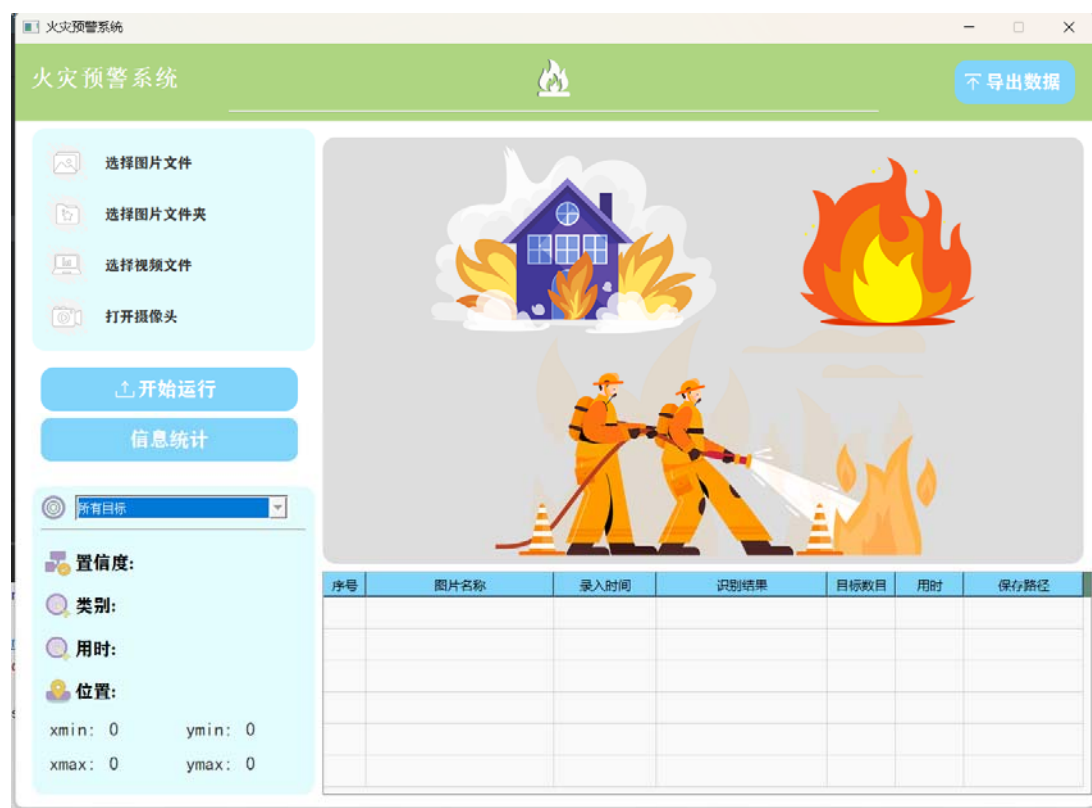 火灾预警系统
火灾预警系统
导出数据
选择图片文件
选择图片文件夹
选择视频文件
打开摄像头
开始运行
信息统计
所有目标
置信度:
类别:
用时:
位置:
xmin: 0 ymin: 0
xmax: 0 ymax: 0
序号 图片名称 录入时间 识别结果 目标数目 用时 保存路径